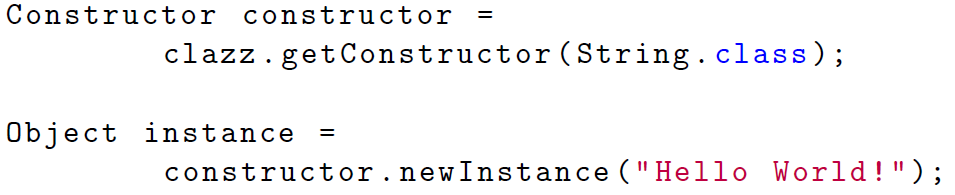 Constructor constructor =
clazz.getConstructor(String.class);
Object instance =
constructor.newInstance("Hello World!");